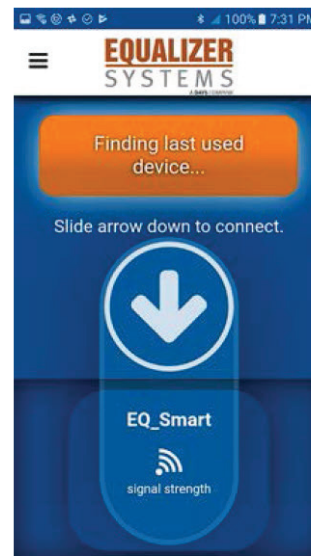 100% 7:31 PM
EQUALIZER
SYSTEMS
Finding last used
device...
Slide arrow down to connect.
EQ_Smart
signal strength